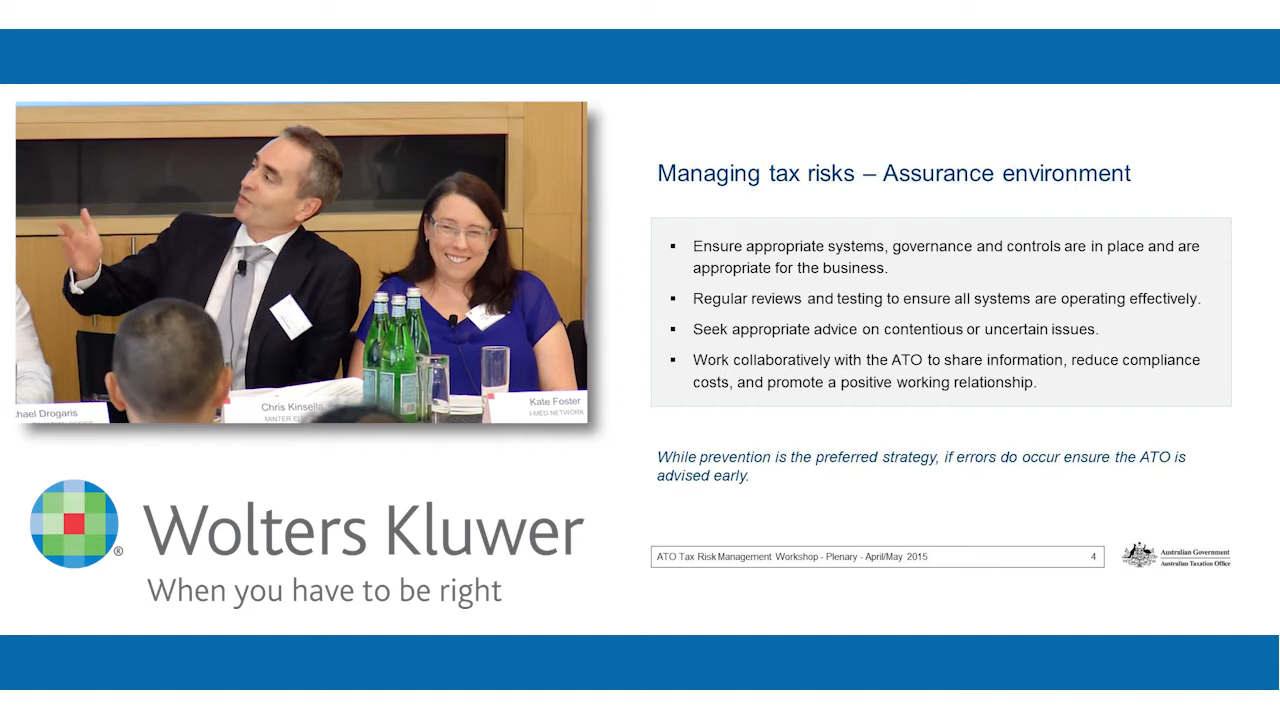 Managing tax risks – Assurance environment
▪ Ensure appropriate systems, governance and controls are in place and are
appropriate for the business.
▪ Regular reviews and testing to ensure all systems are operating effectively.
▪ Seek appropriate advice on contentious or uncertain issues.
▪ Work collaboratively with the ATO to share information, reduce compliance
costs, and promote a positive working relationship.
While prevention is the preferred strategy, if errors do occur ensure the ATO is
advised early.
ATO Tax Risk Management Workshop - Plenary - April/May 2015 4
Australian Government
Australian Taxation Office
chael Drogaris
Chris Kinsella
MINTER
Kate Foster
I-MED NETWORK
Wolters Kluwer
®
When you have to be right